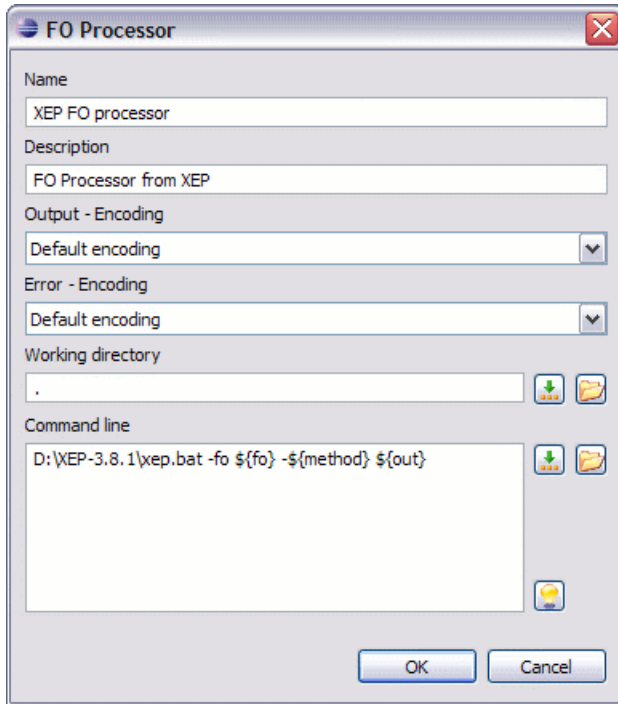 FO Processor
Name
XEP FO processor
Description
FO Processor from XEP
Output - Encoding
Default encoding
Error - Encoding
Default encoding
Working directory
.
Command line
D:\XEP-3.8.1\xep.bat -fo ${fo} -${method} ${out}
OK Cancel